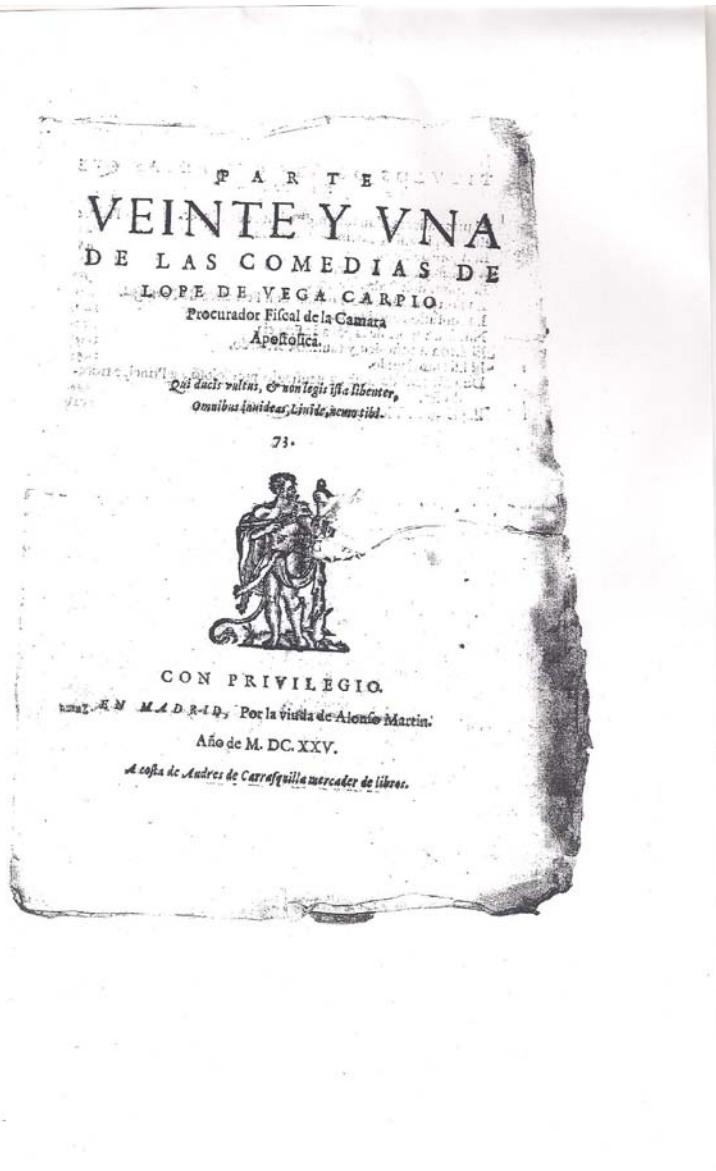 PARTE
VEINTE Y VNA
DE LAS COMEDIAS DE
LOPE DE VEGA CARPIO.
Procurador Fiſcal de la Camara
Apoſtolica.
Qui ducis vultus, & non legis iſta libenter,
Omnibus inuideas, Liuide, nemo tibi.
73.
CON PRIVILEGIO.
EN MADRID, Por la viuda de Alonſo Martin.
Año de M. DC. XXV.
A coſta de Andres de Carraſquilla mercader de libros.